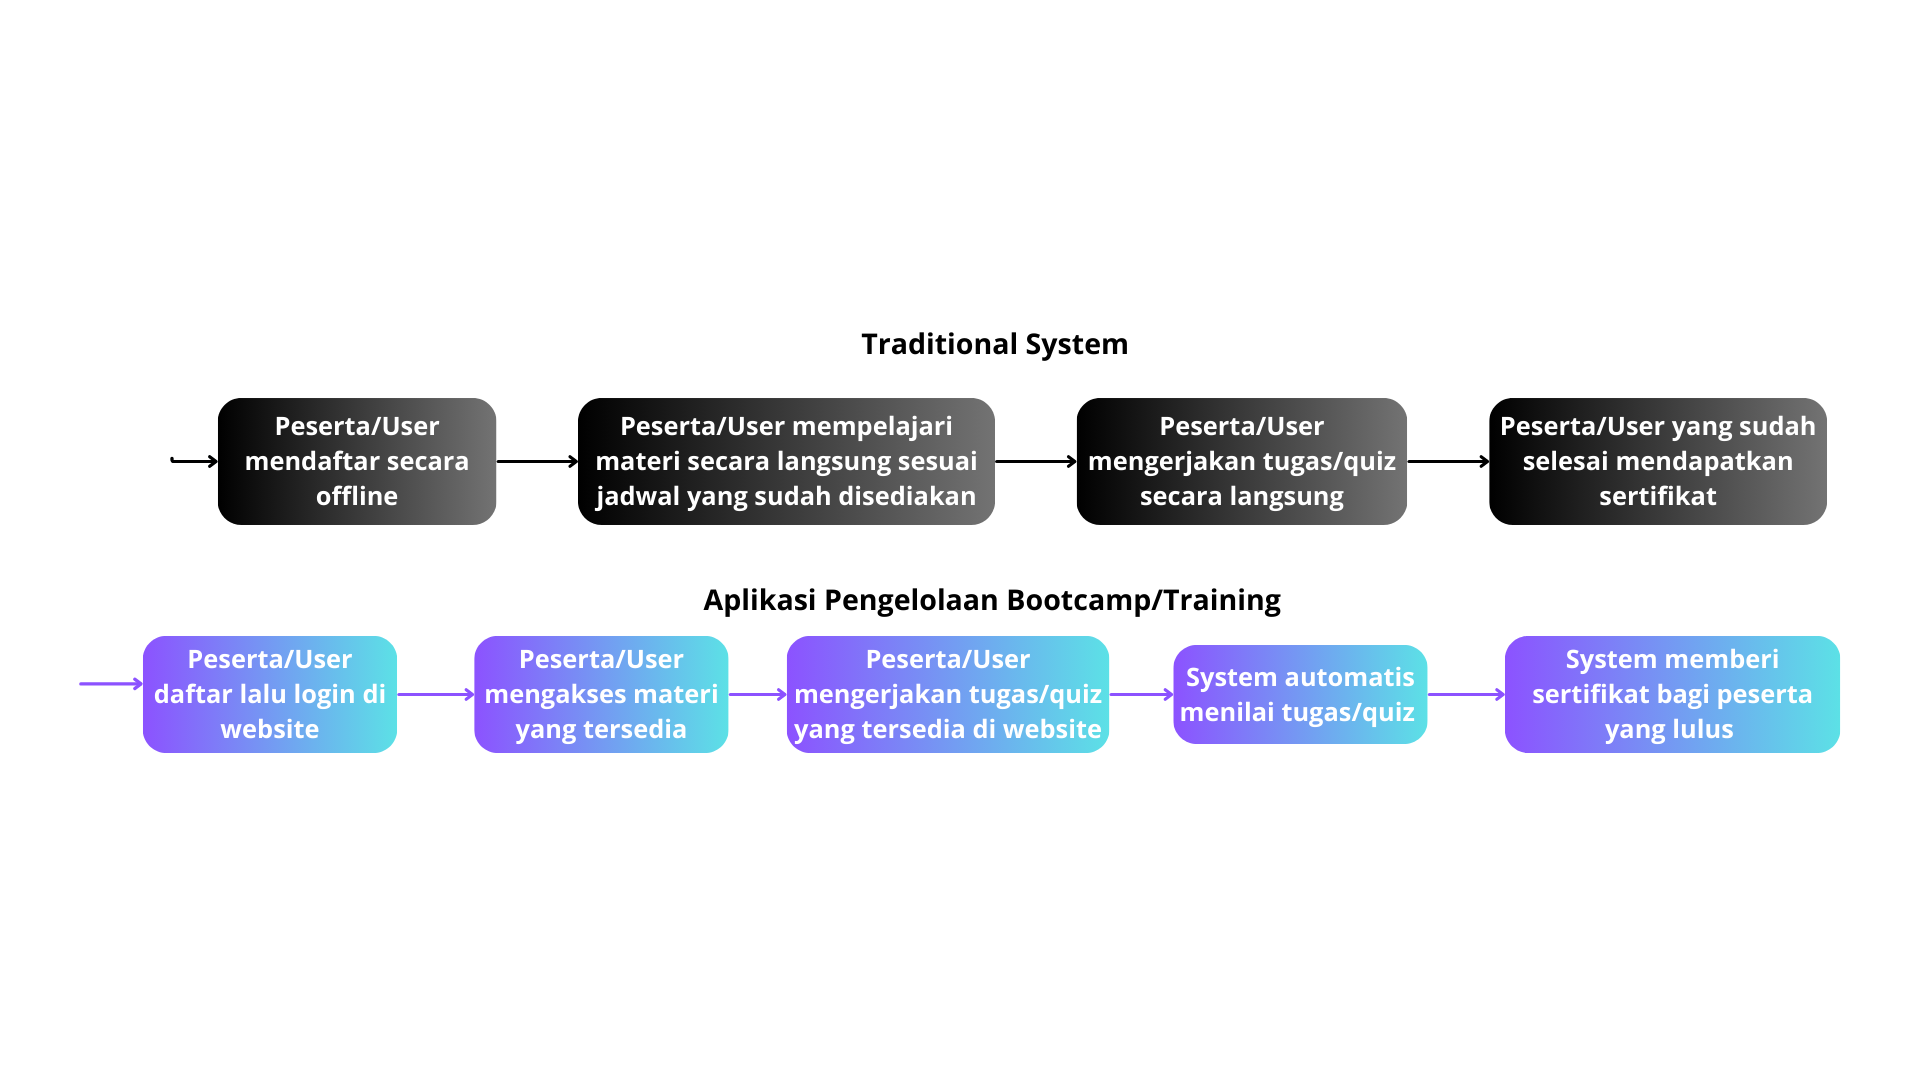 Traditional System
Peserta/User
mendaftar secara
offline
Peserta/User mempelajari
materi secara langsung sesuai
jadwal yang sudah disediakan
Peserta/User
mengerjakan tugas/quiz
secara langsung
Peserta/User yang sudah
selesai mendapatkan
sertifikat
Aplikasi Pengelolaan Bootcamp/Training
Peserta/User
daftar lalu login di
website
Peserta/User
mengakses materi
yang tersedia
Peserta/User
mengerjakan tugas/quiz
yang tersedia di website
System automatis
menilai tugas/quiz
System memberi
sertifikat bagi peserta
yang lulus